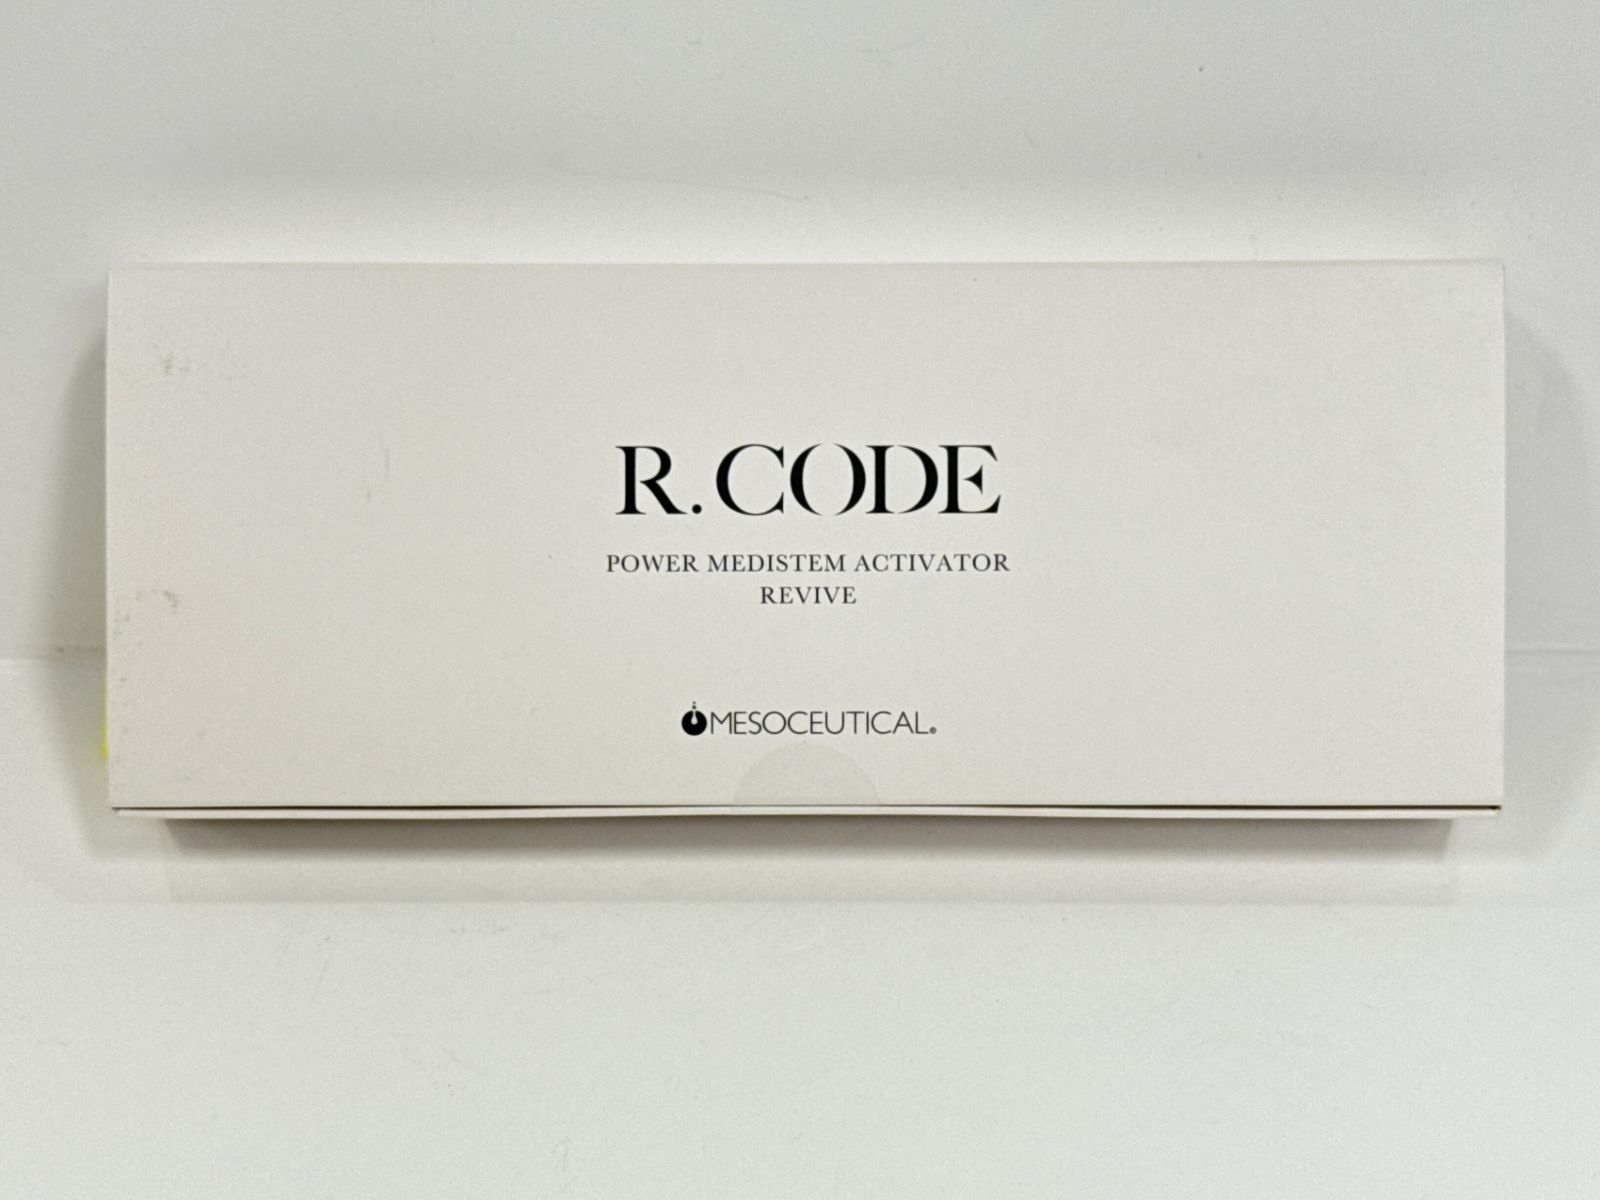 R.CODE
POWER MEDISTEM ACTIVATOR
REVIVE
MESOCEUTICAL®